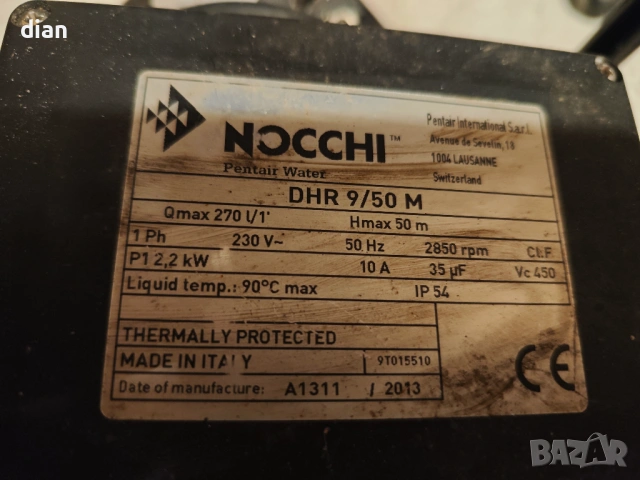 dian
NOCCHI™
Pentair Water
Pentair International S.a.r.l.
Avenue de Sevelin, 18
1004 LAUSANNE
Switzerland
DHR 9/50 M
Qmax 270 l/1' Hmax 50 m
1 Ph 230 V~ 50 Hz 2850 rpm Cl.F
P1 2,2 kW 10 A 35 µF Vc 450
Liquid temp.: 90°C max IP 54
THERMALLY PROTECTED
MADE IN ITALY 9T015510
Date of manufacture: A1311 / 2013
CE
BAZAR